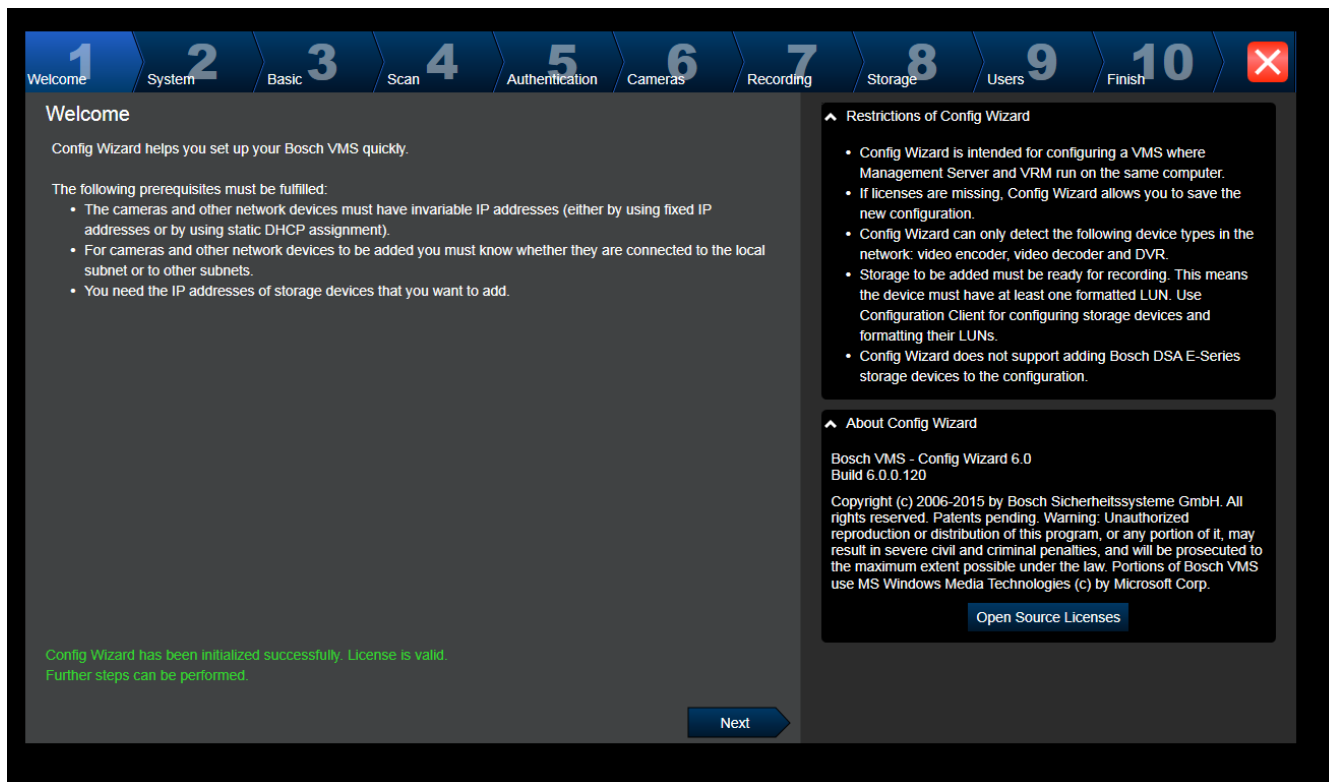 1
Welcome
2
System
3
Basic
4
Scan
5
Authentication
6
Cameras
7
Recording
8
Storage
9
Users
10
Finish
Welcome
Config Wizard helps you set up your Bosch VMS quickly.
The following prerequisites must be fulfilled:
• The cameras and other network devices must have invariable IP addresses (either by using fixed IP
addresses or by using static DHCP assignment).
• For cameras and other network devices to be added you must know whether they are connected to the local
subnet or to other subnets.
• You need the IP addresses of storage devices that you want to add.
Config Wizard has been initialized successfully. License is valid.
Further steps can be performed.
Next
Restrictions of Config Wizard
• Config Wizard is intended for configuring a VMS where
Management Server and VRM run on the same computer.
• If licenses are missing, Config Wizard allows you to save the
new configuration.
• Config Wizard can only detect the following device types in the
network: video encoder, video decoder and DVR.
• Storage to be added must be ready for recording. This means
the device must have at least one formatted LUN. Use
Configuration Client for configuring storage devices and
formatting their LUNs.
• Config Wizard does not support adding Bosch DSA E-Series
storage devices to the configuration.
About Config Wizard
Bosch VMS - Config Wizard 6.0
Build 6.0.0.120
Copyright (c) 2006-2015 by Bosch Sicherheitssysteme GmbH. All
rights reserved. Patents pending. Warning: Unauthorized
reproduction or distribution of this program, or any portion of it, may
result in severe civil and criminal penalties, and will be prosecuted to
the maximum extent possible under the law. Portions of Bosch VMS
use MS Windows Media Technologies (c) by Microsoft Corp.
Open Source Licenses